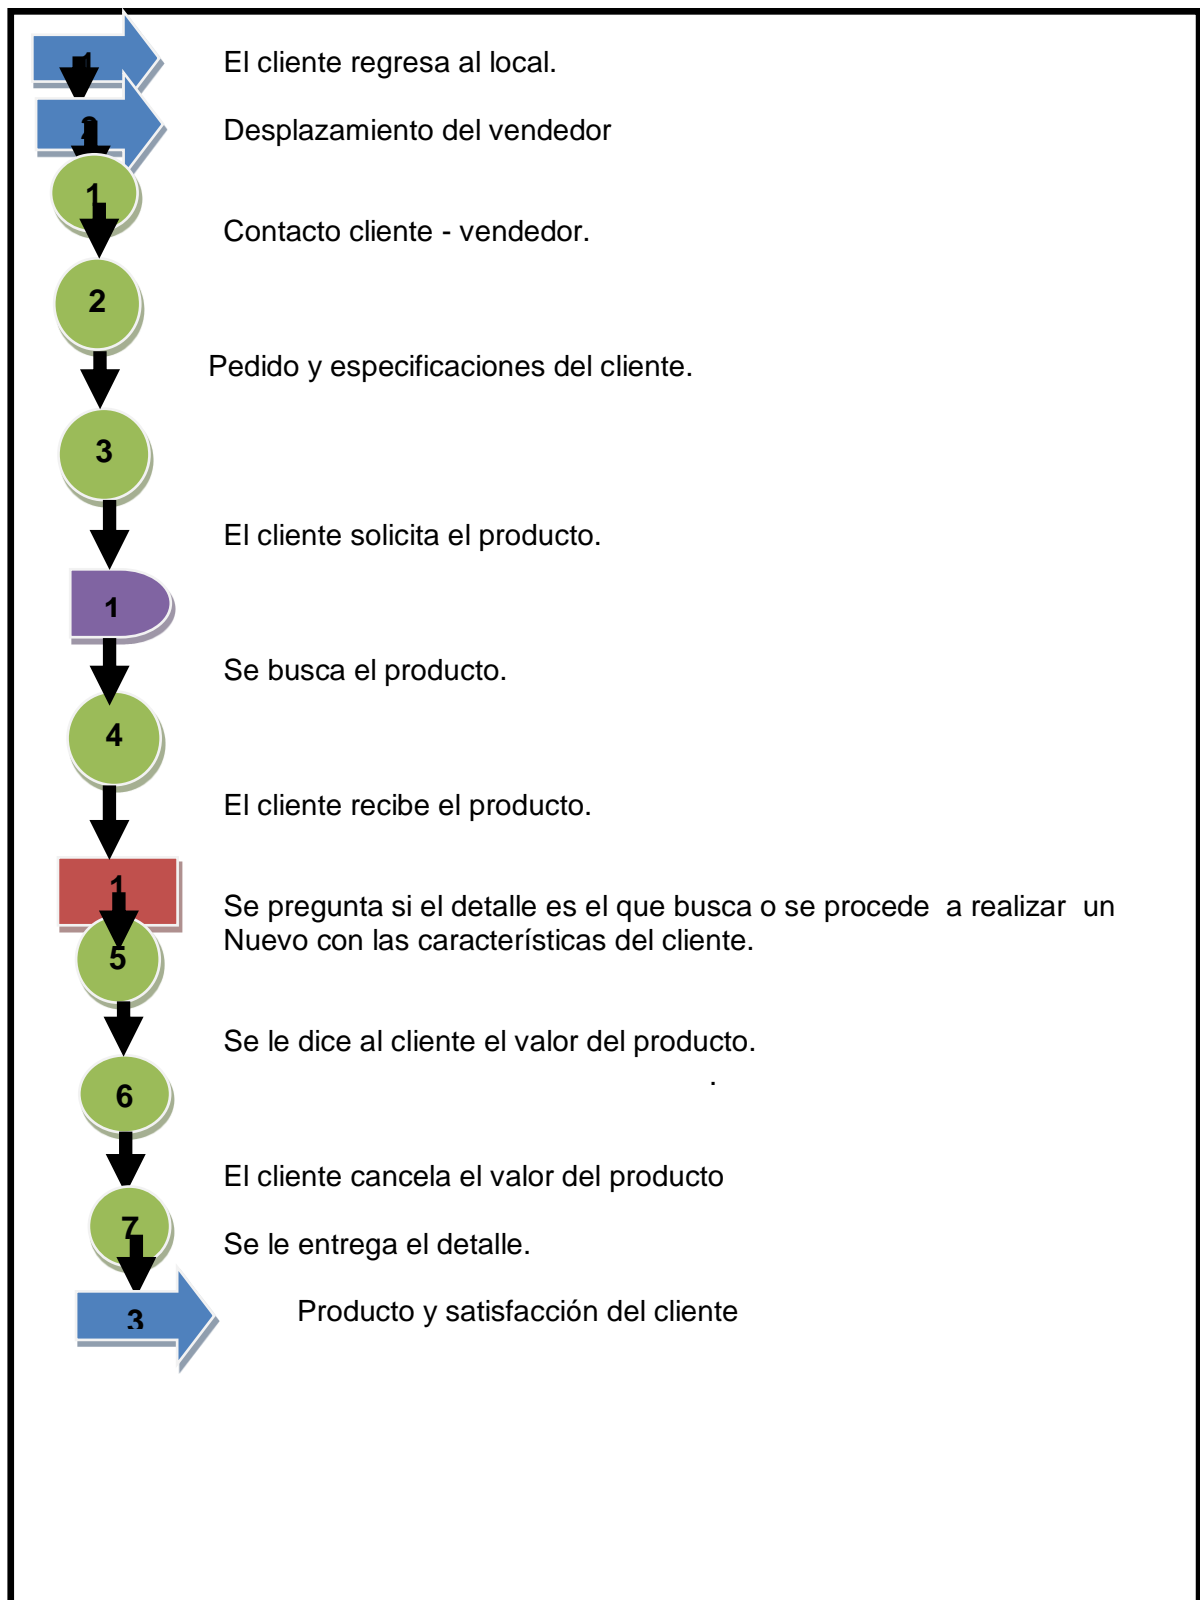 1
El cliente regresa al local.
2
Desplazamiento del vendedor
1
Contacto cliente - vendedor.
2
Pedido y especificaciones del cliente.
3
El cliente solicita el producto.
1
Se busca el producto.
4
El cliente recibe el producto.
1
Se pregunta si el detalle es el que busca o se procede  a realizar  un
Nuevo con las características del cliente.
5
Se le dice al cliente el valor del producto.
.
6
El cliente cancela el valor del producto
7
Se le entrega el detalle.
3
Producto y satisfacción del cliente